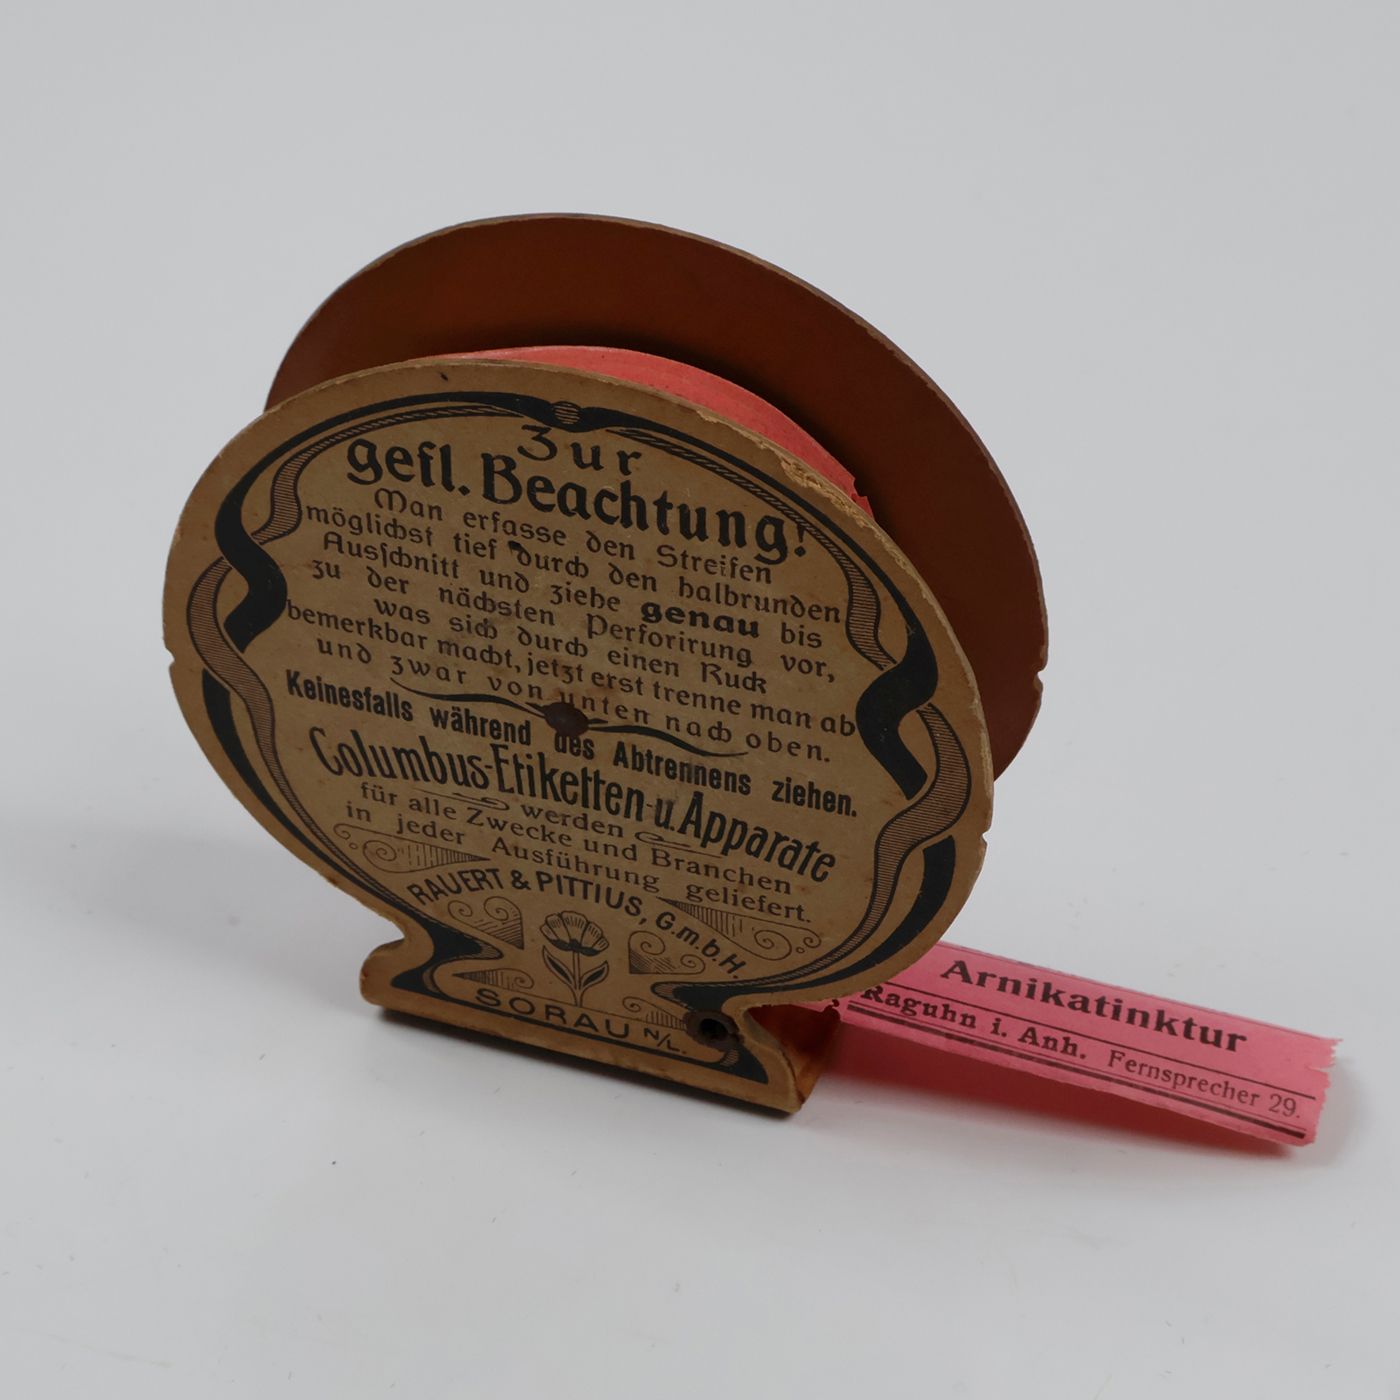 Zur
gefl. Beachtung!
Man erfasse den Streifen
möglichst tief durch den halbrunden
Ausschnitt und ziehe genau bis
zu der nächsten Perforirung vor,
was sich durch einen Ruck
bemerkbar macht, jetzt erst trenne man ab
und zwar von unten nach oben.
Keinesfalls während des Abtrennens ziehen.
Columbus-Etiketten- u. Apparate
werden
für alle Zwecke und Branchen
in jeder Ausführung geliefert.
RAUERT & PITTIUS, G.m.b.H.
SORAU N/L.
Arnikatinktur
Raguhn i. Anh. Fernsprecher 29.